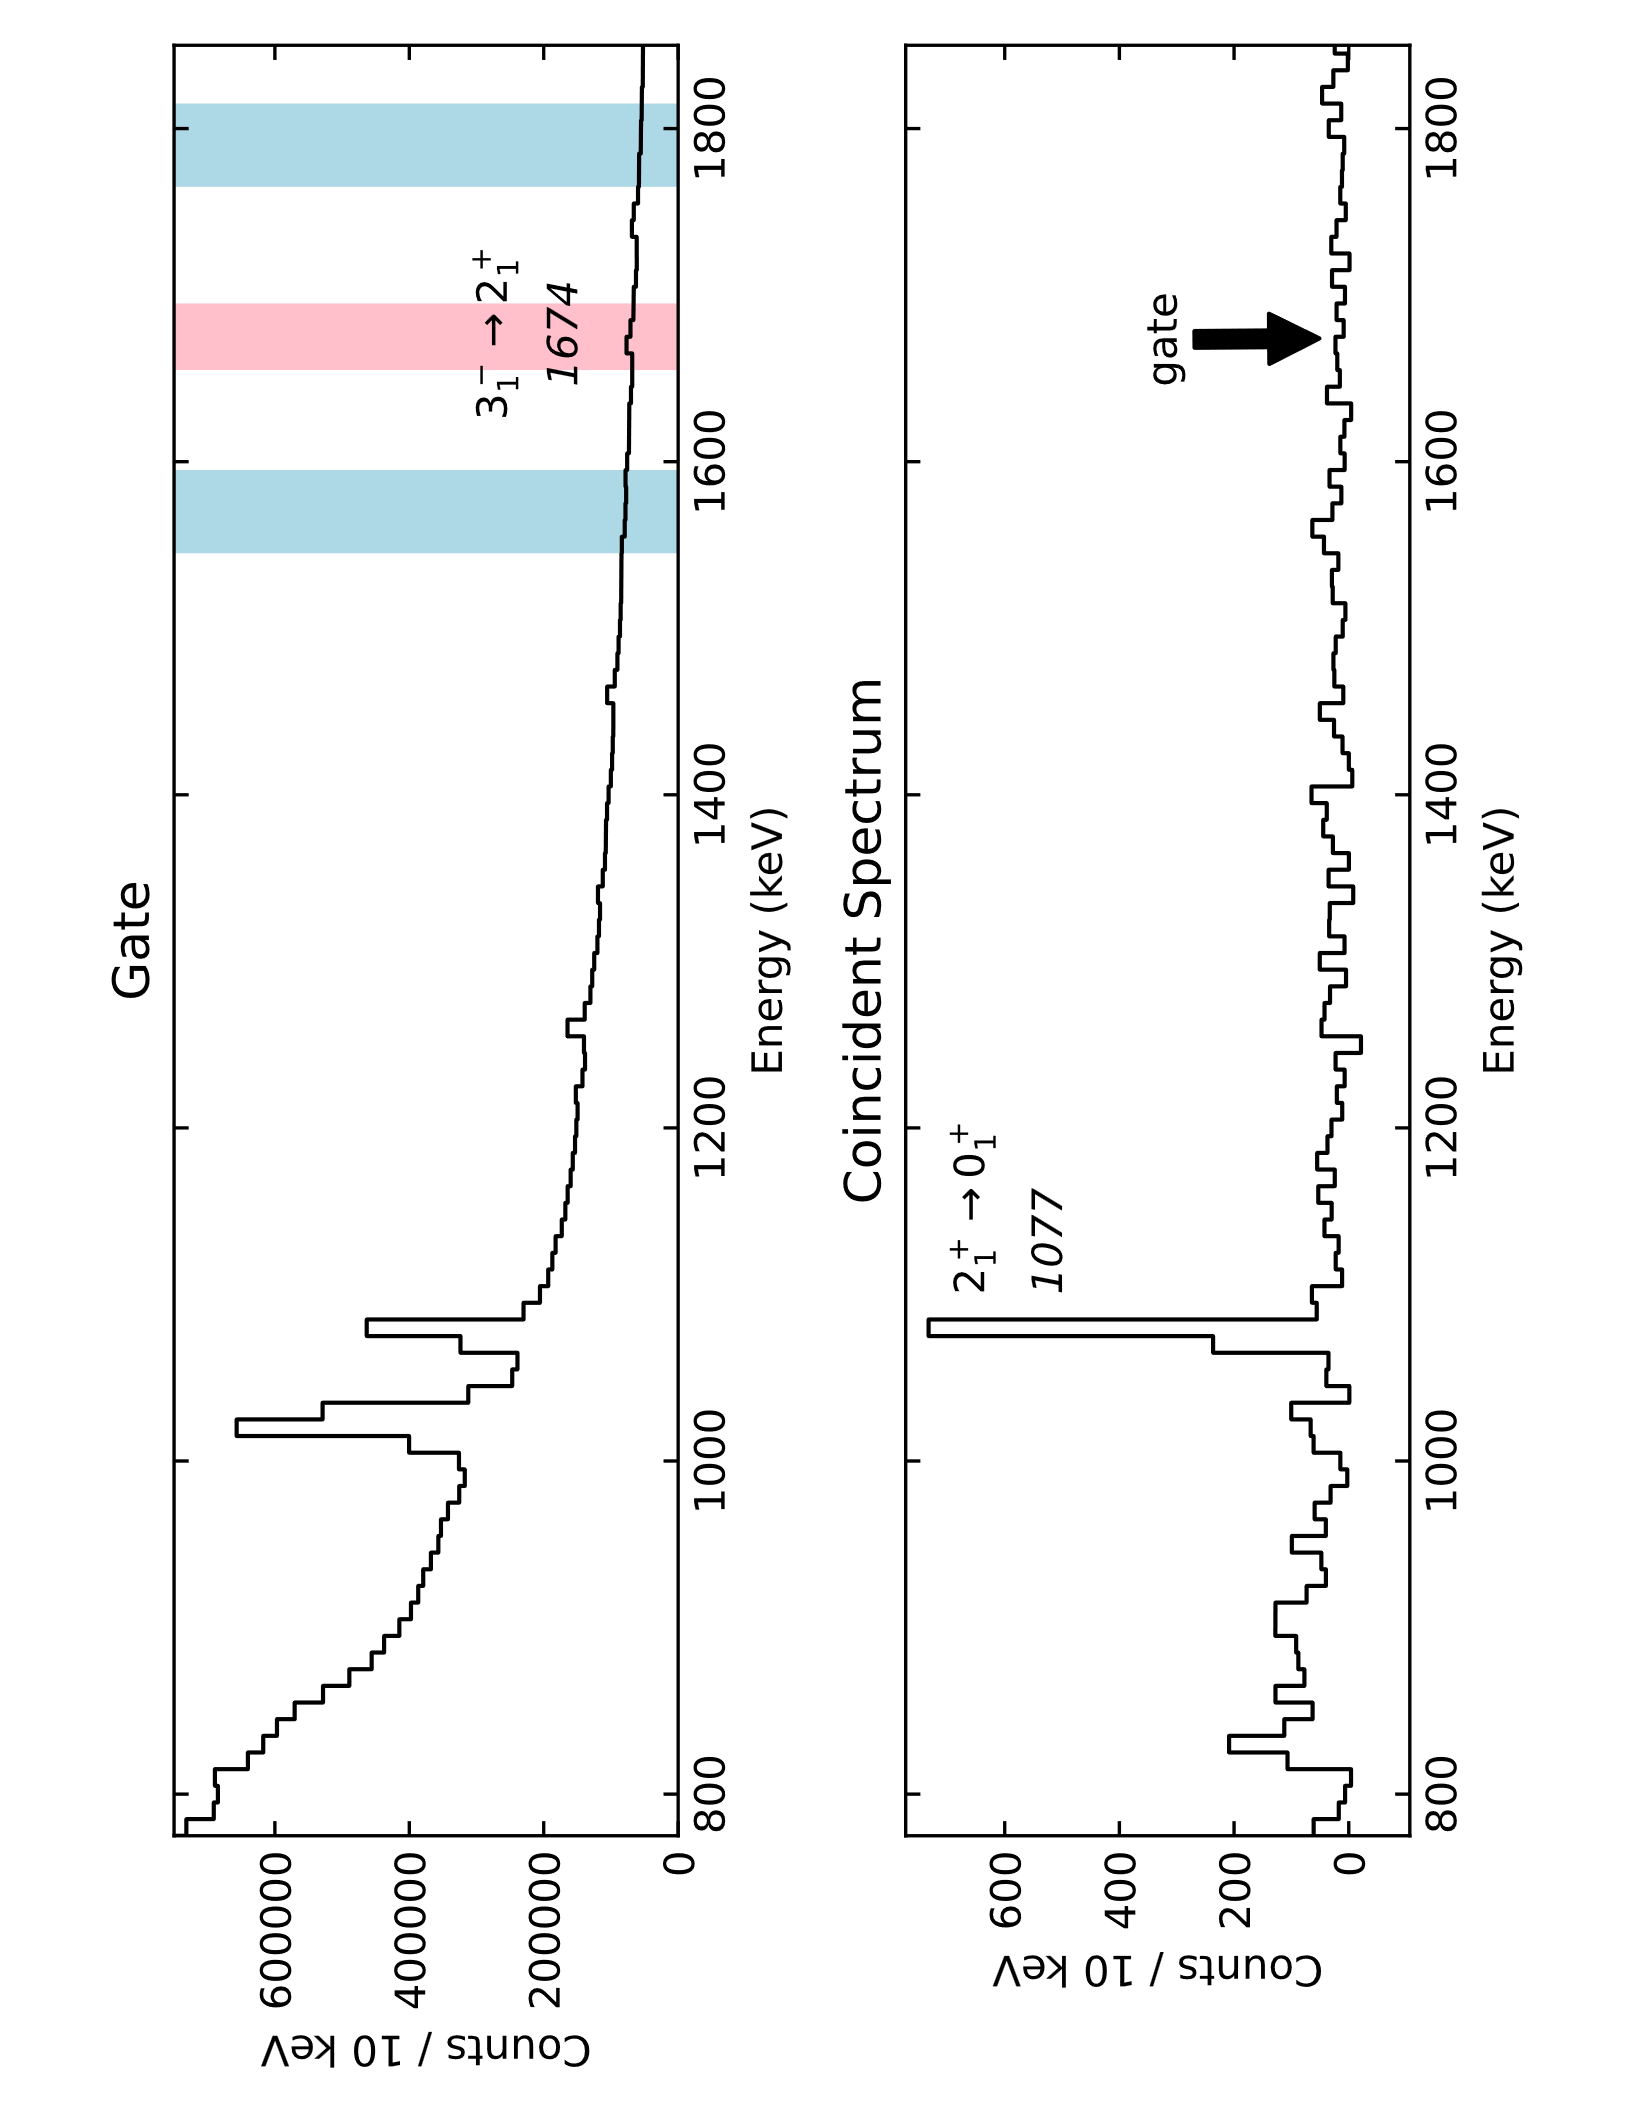 Gate
3₁⁻ → 2₁⁺
1674
600000
400000
200000
0
Counts / 10 keV
800
1000
1200
1400
1600
1800
Energy (keV)
Coincident Spectrum
2₁⁺ → 0₁⁺
1077
gate
600
400
200
0
Counts / 10 keV
800
1000
1200
1400
1600
1800
Energy (keV)